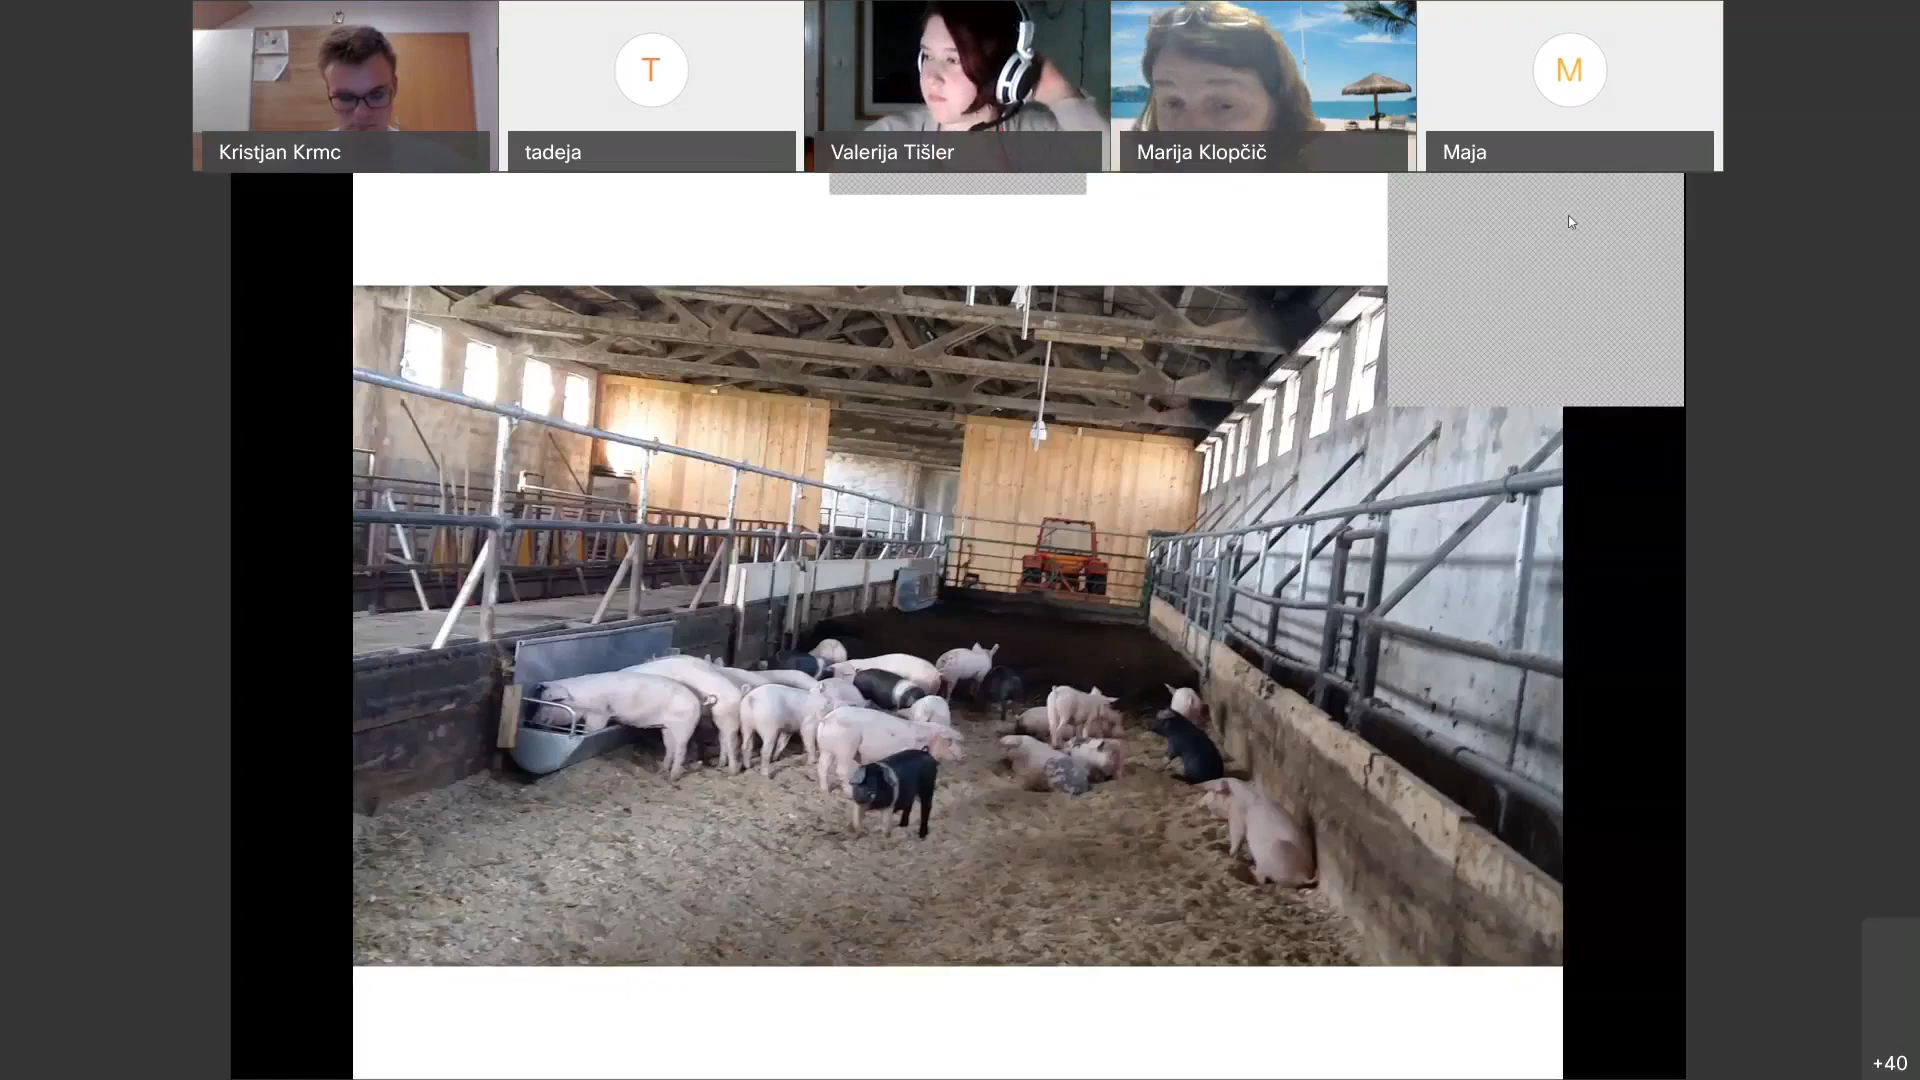 Kristjan Krmc
T
tadeja
Valerija Tišler
Marija Klopčič
M
Maja
+40